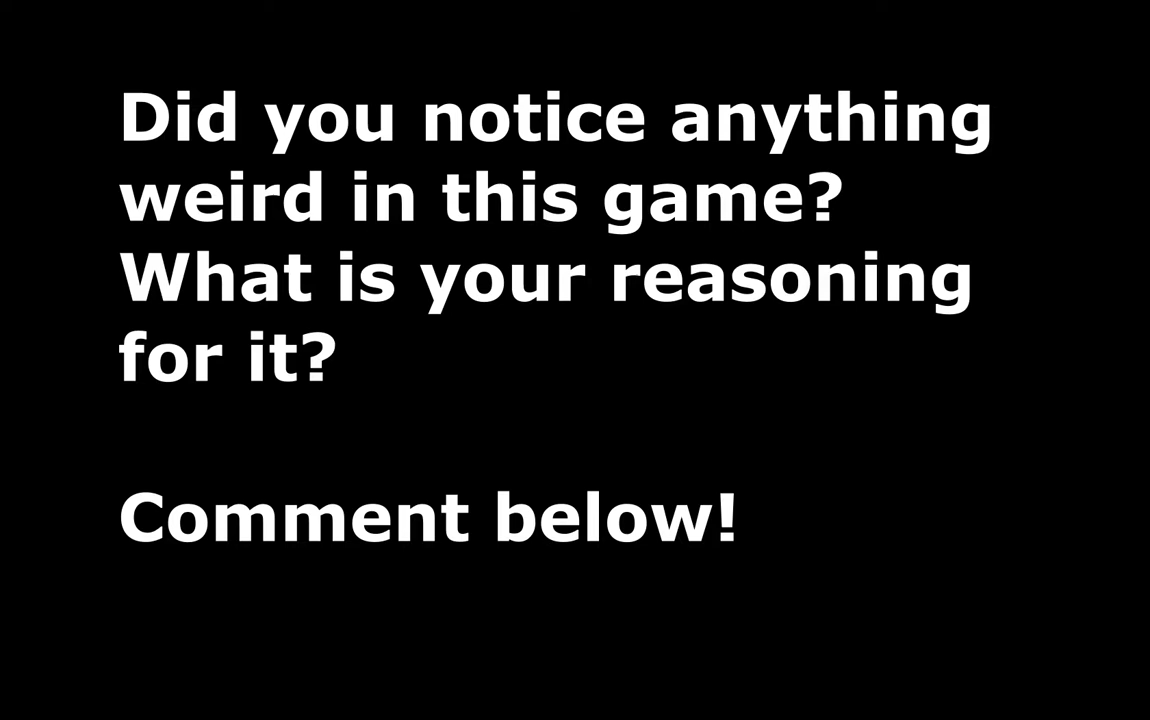 Did you notice anything
weird in this game?
What is your reasoning
for it?
Comment below!